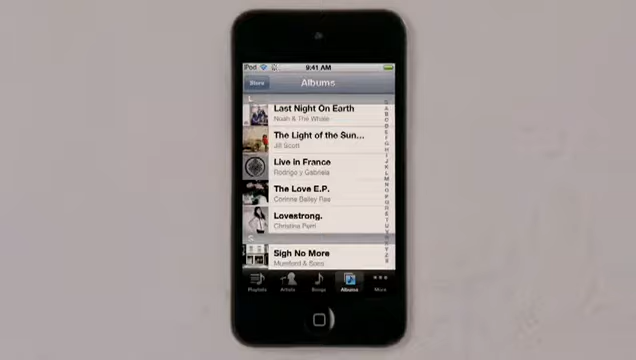 iPod 9:41 AM
Store Albums
L
Last Night On Earth
Noah & The Whale
The Light of the Sun...
Jill Scott
Live in France
Rodrigo y Gabriela
The Love E.P.
Corinne Bailey Rae
Lovestrong.
Christina Perri
S
Sigh No More
Mumford & Sons
Playlists Artists Songs Albums More